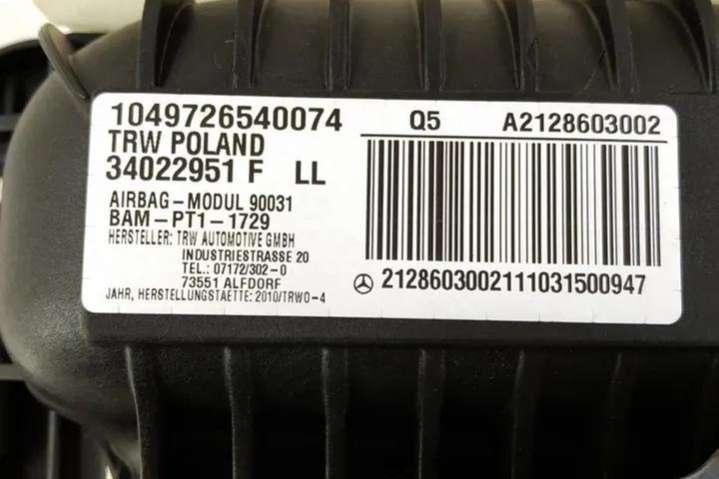 1049726540074 Q5 A2128603002
TRW POLAND
34022951 F LL
AIRBAG-MODUL 90031
BAM-PT1-1729
HERSTELLER: TRW AUTOMOTIVE GMBH
INDUSTRIESTRASSE 20
TEL.: 07172/302-0
73551 ALFDORF
JAHR, HERSTELLUNGSTAETTE: 2010/TRW0-4
2128603002111031500947